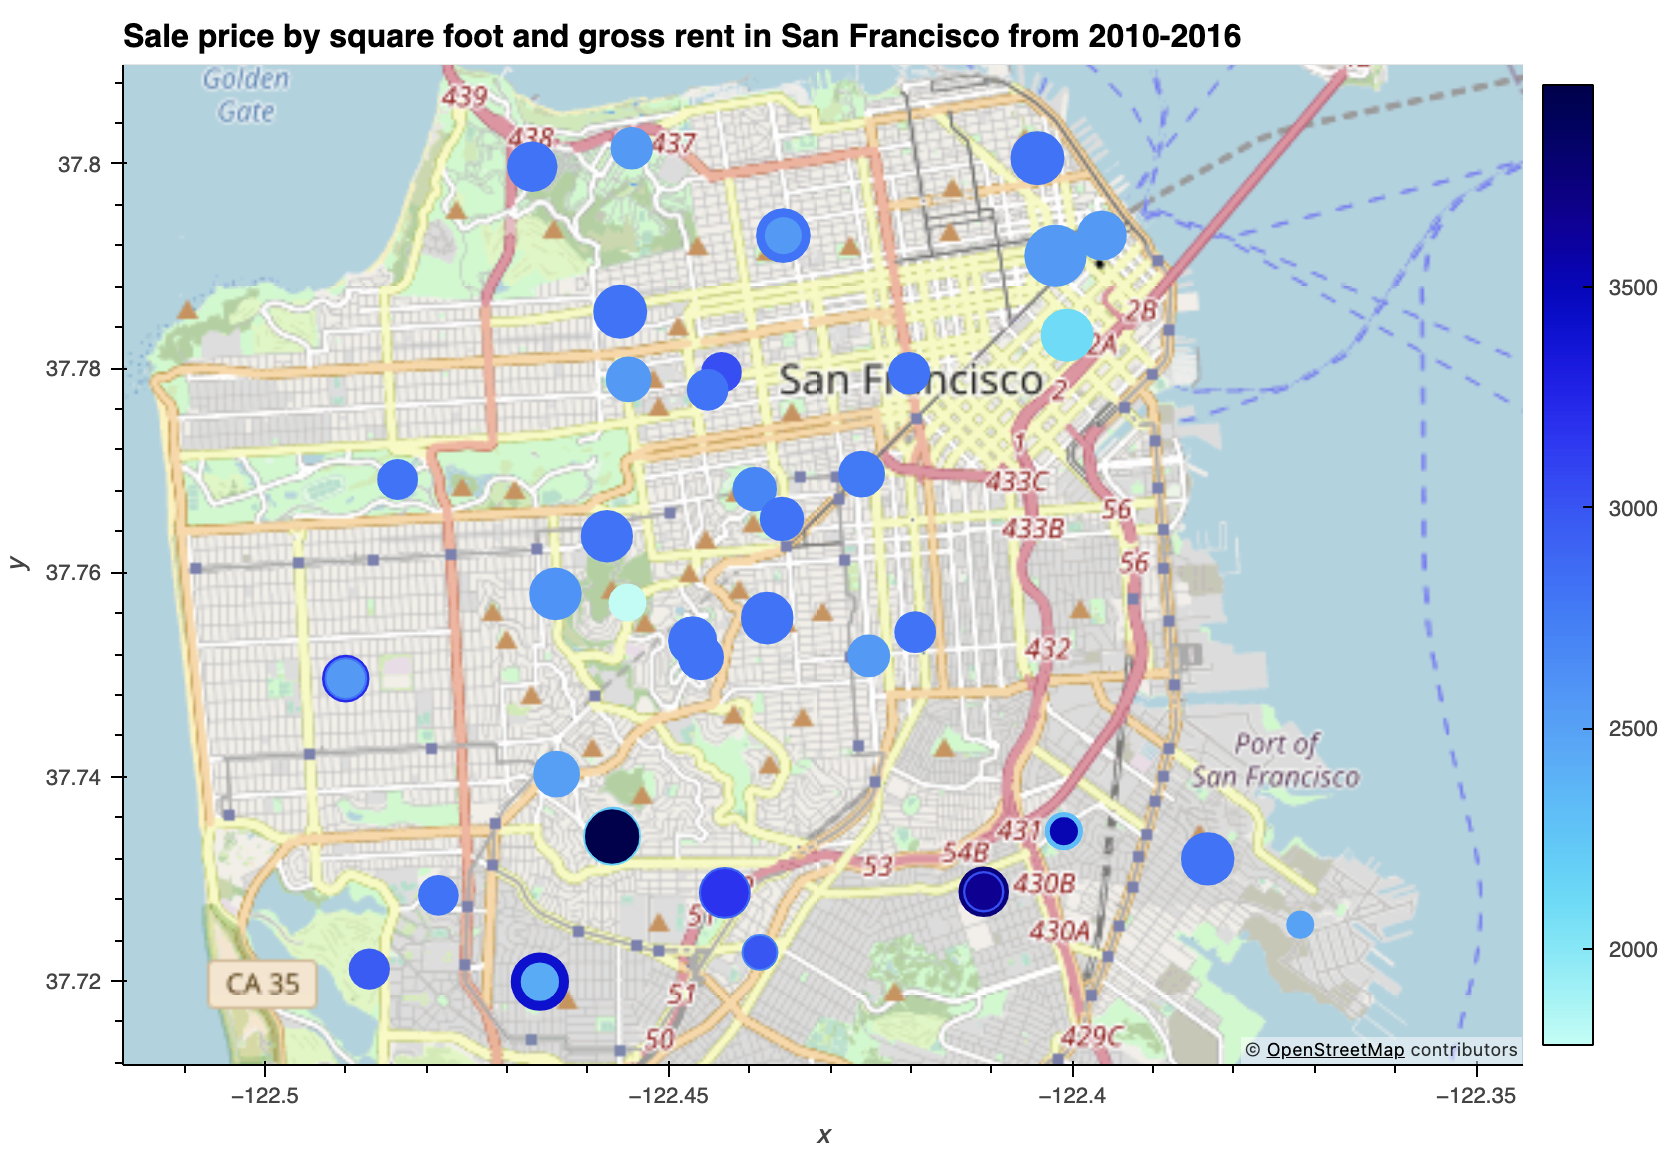 Sale price by square foot and gross rent in San Francisco from 2010-2016
Golden
Gate
439
438
437
37.8
2B
2A
3500
37.78
San Francisco
2
1
433C
56
433B
3000
y
37.76
56
432
2500
Port of
San Francisco
37.74
431
53
54B
430B
51
430A
2000
CA 35
37.72
51
50
429C
© OpenStreetMap contributors
−122.5
−122.45
−122.4
−122.35
x